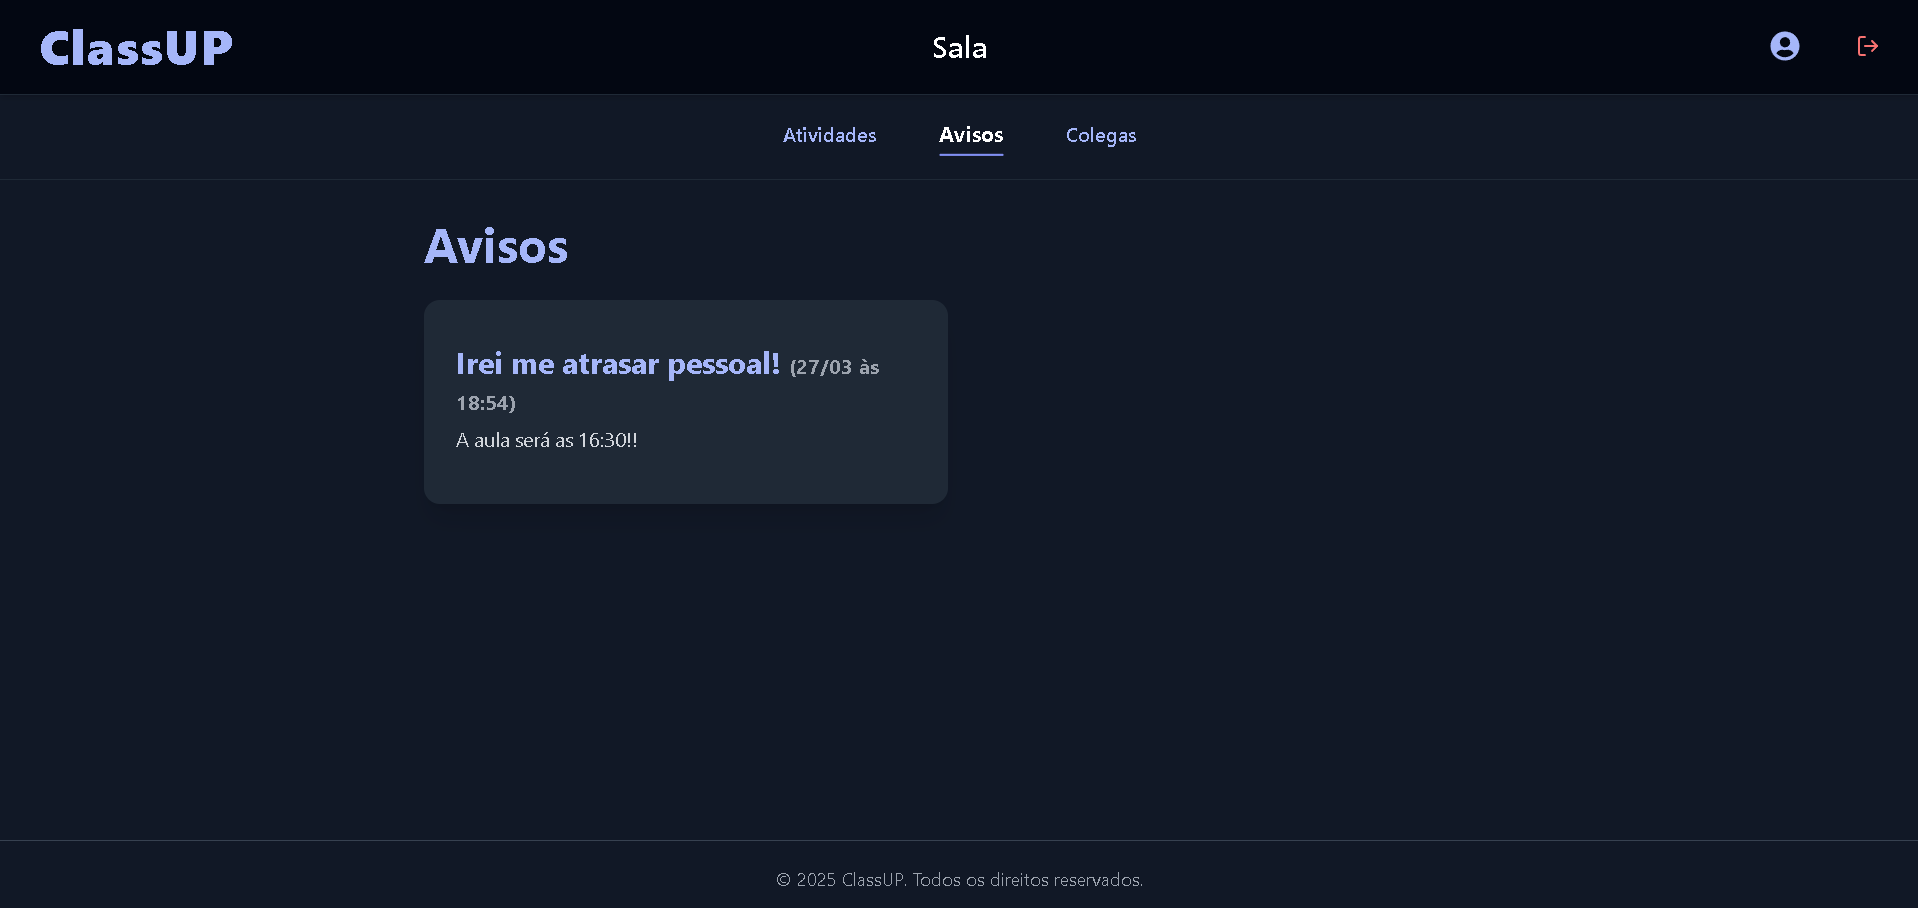 ClassUP
Sala
Atividades
Avisos
Colegas
Avisos
Irei me atrasar pessoal! (27/03 às
18:54)
A aula será as 16:30!!
© 2025 ClassUP. Todos os direitos reservados.